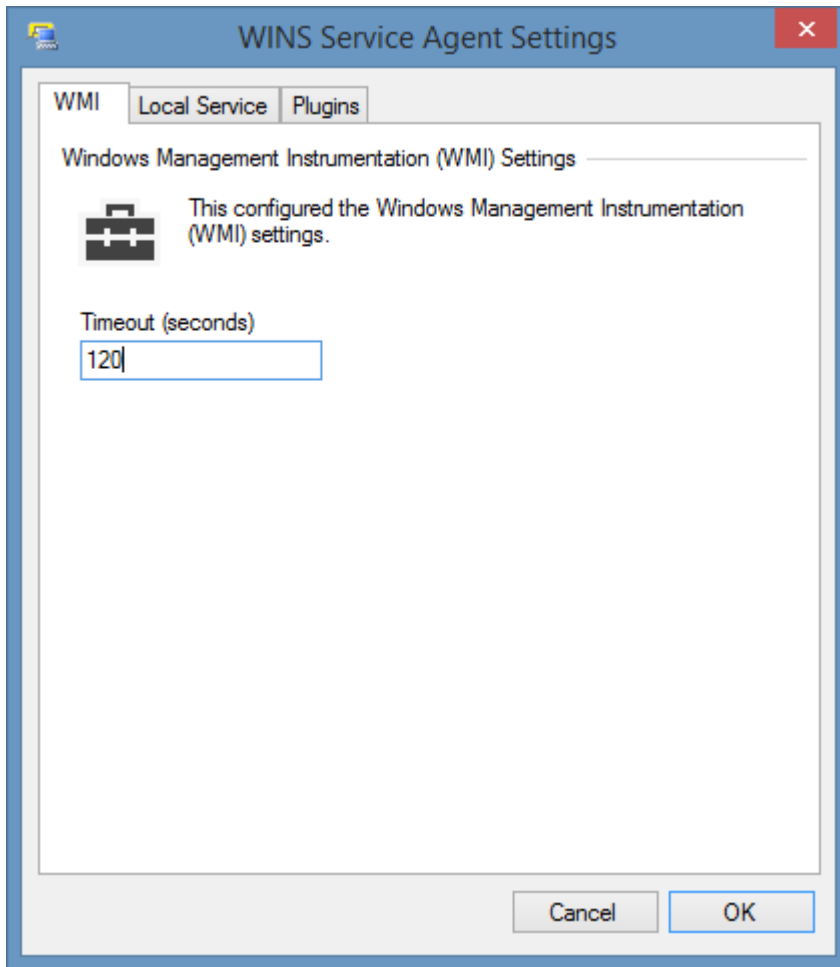 WINS Service Agent Settings
WMI
Local Service
Plugins
Windows Management Instrumentation (WMI) Settings
This configured the Windows Management Instrumentation
(WMI) settings.
Timeout (seconds)
120
Cancel
OK